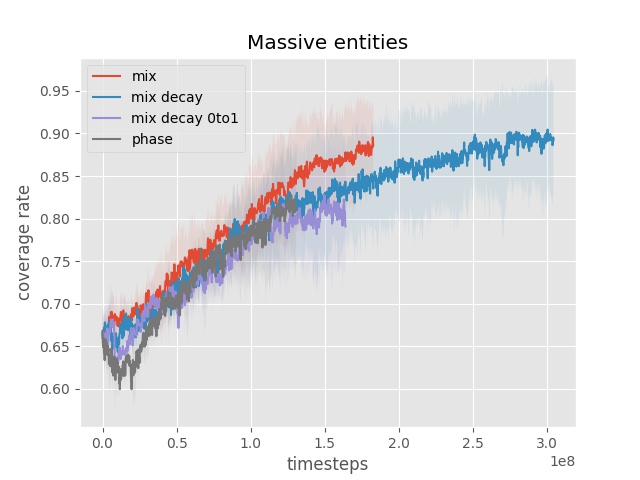 Massive entities
mix
mix decay
mix decay 0to1
phase
coverage rate
0.95
0.90
0.85
0.80
0.75
0.70
0.65
0.60
0.0 0.5 1.0 1.5 2.0 2.5 3.0
1e8
timesteps